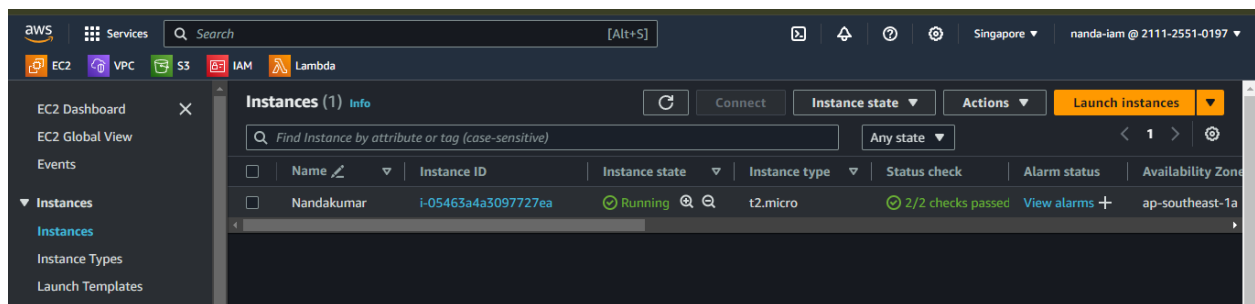 aws Services Search [Alt+S] Singapore ▼ nanda-iam @ 2111-2551-0197 ▼
EC2 VPC S3 IAM Lambda
EC2 Dashboard
EC2 Global View
Events
▼ Instances
Instances
Instance Types
Launch Templates
Instances (1) Info Connect Instance state ▼ Actions ▼ Launch instances ▼
Find Instance by attribute or tag (case-sensitive) Any state ▼ < 1 >
Name Instance ID Instance state Instance type Status check Alarm status Availability Zone
Nandakumar i-05463a4a3097727ea Running t2.micro 2/2 checks passed View alarms + ap-southeast-1a